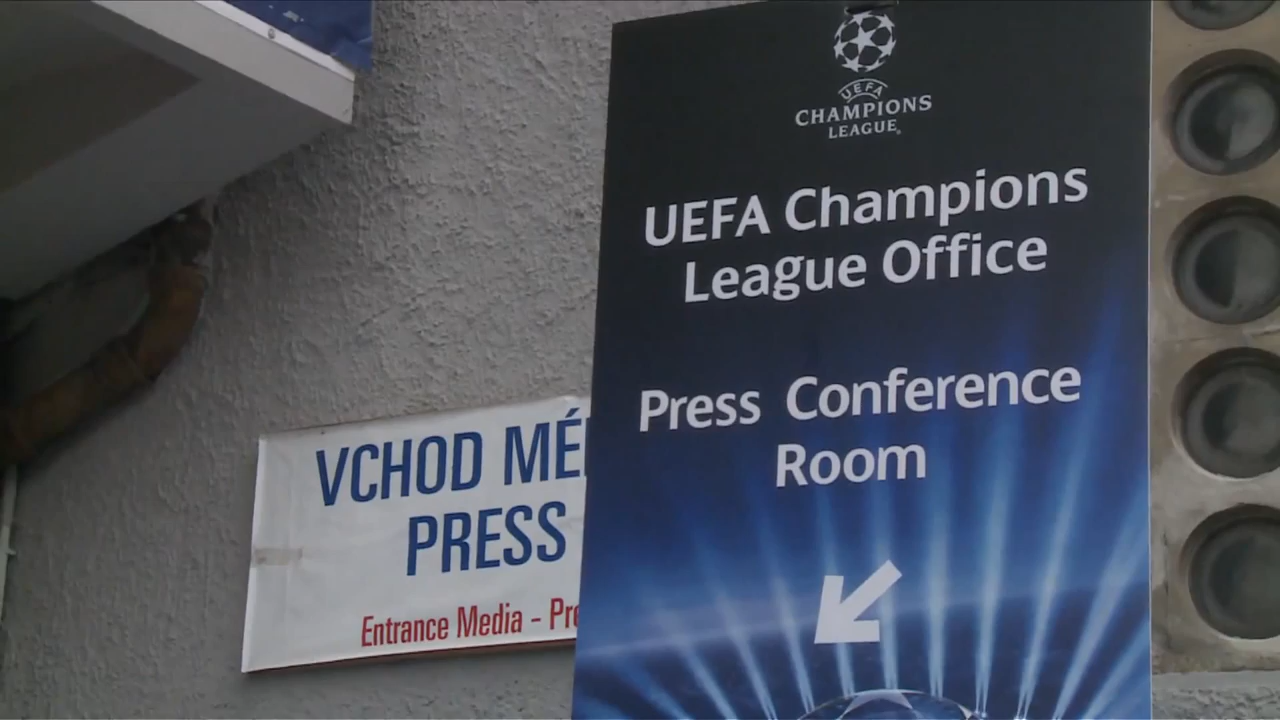 UEFA
CHAMPIONS
LEAGUE
UEFA Champions
League Office
Press Conference
Room
VCHOD MÉ
PRESS
Entrance Media - Pre